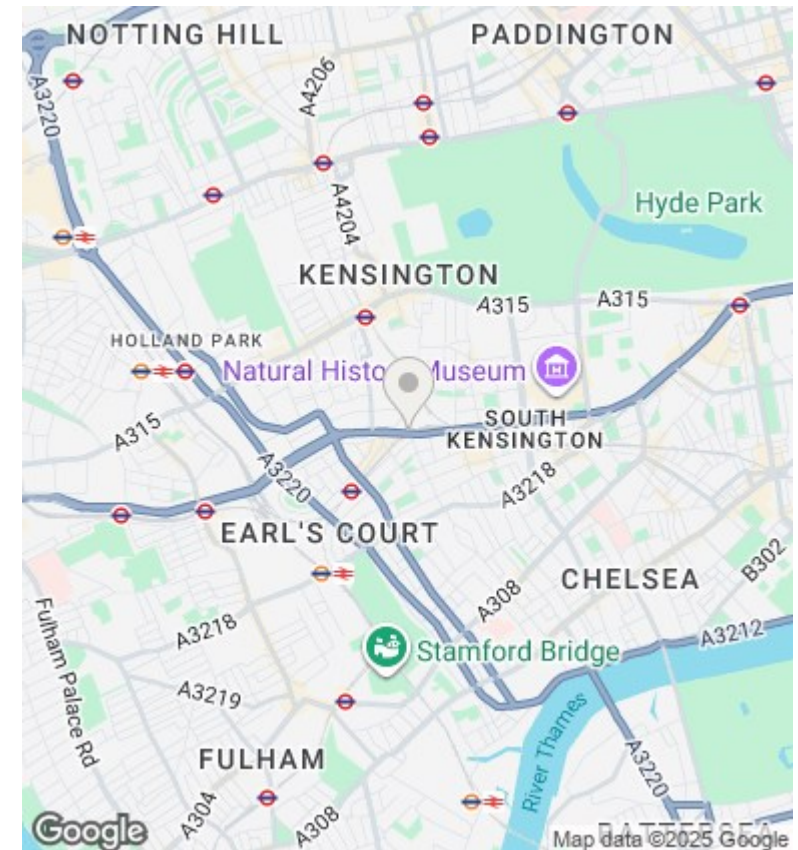 NOTTING HILL
PADDINGTON
A4206
A3220
A4204
Hyde Park
KENSINGTON
A315
A315
HOLLAND PARK
Natural History Museum
A315
SOUTH
KENSINGTON
A3220
A3218
EARL'S COURT
CHELSEA
B302
A308
A3218
A3212
Fulham Palace Rd
Stamford Bridge
A3219
River Thames
FULHAM
A3220
A304
A308
BATTERSEA
Google
Map data ©2025 Google